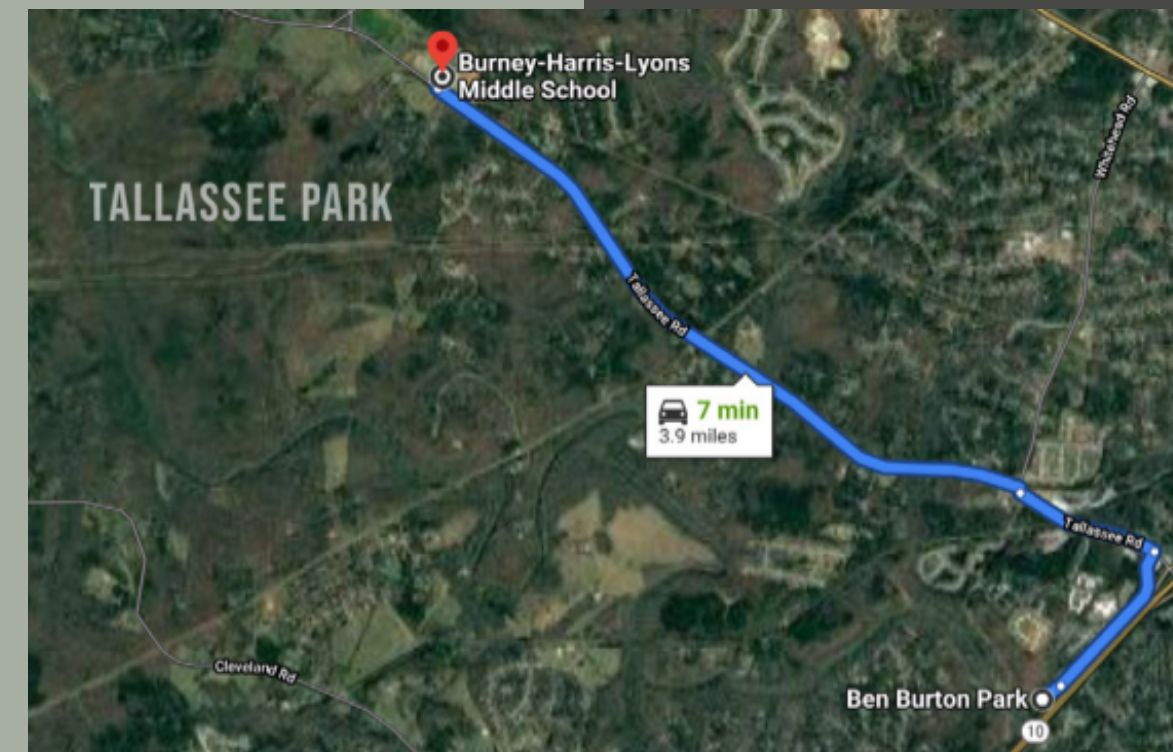 Burney-Harris-Lyons
Middle School
Whitehead Rd
TALLASSEE PARK
Tallassee Rd
7 min
3.9 miles
Tallassee Rd
Cleveland Rd
Ben Burton Park
10